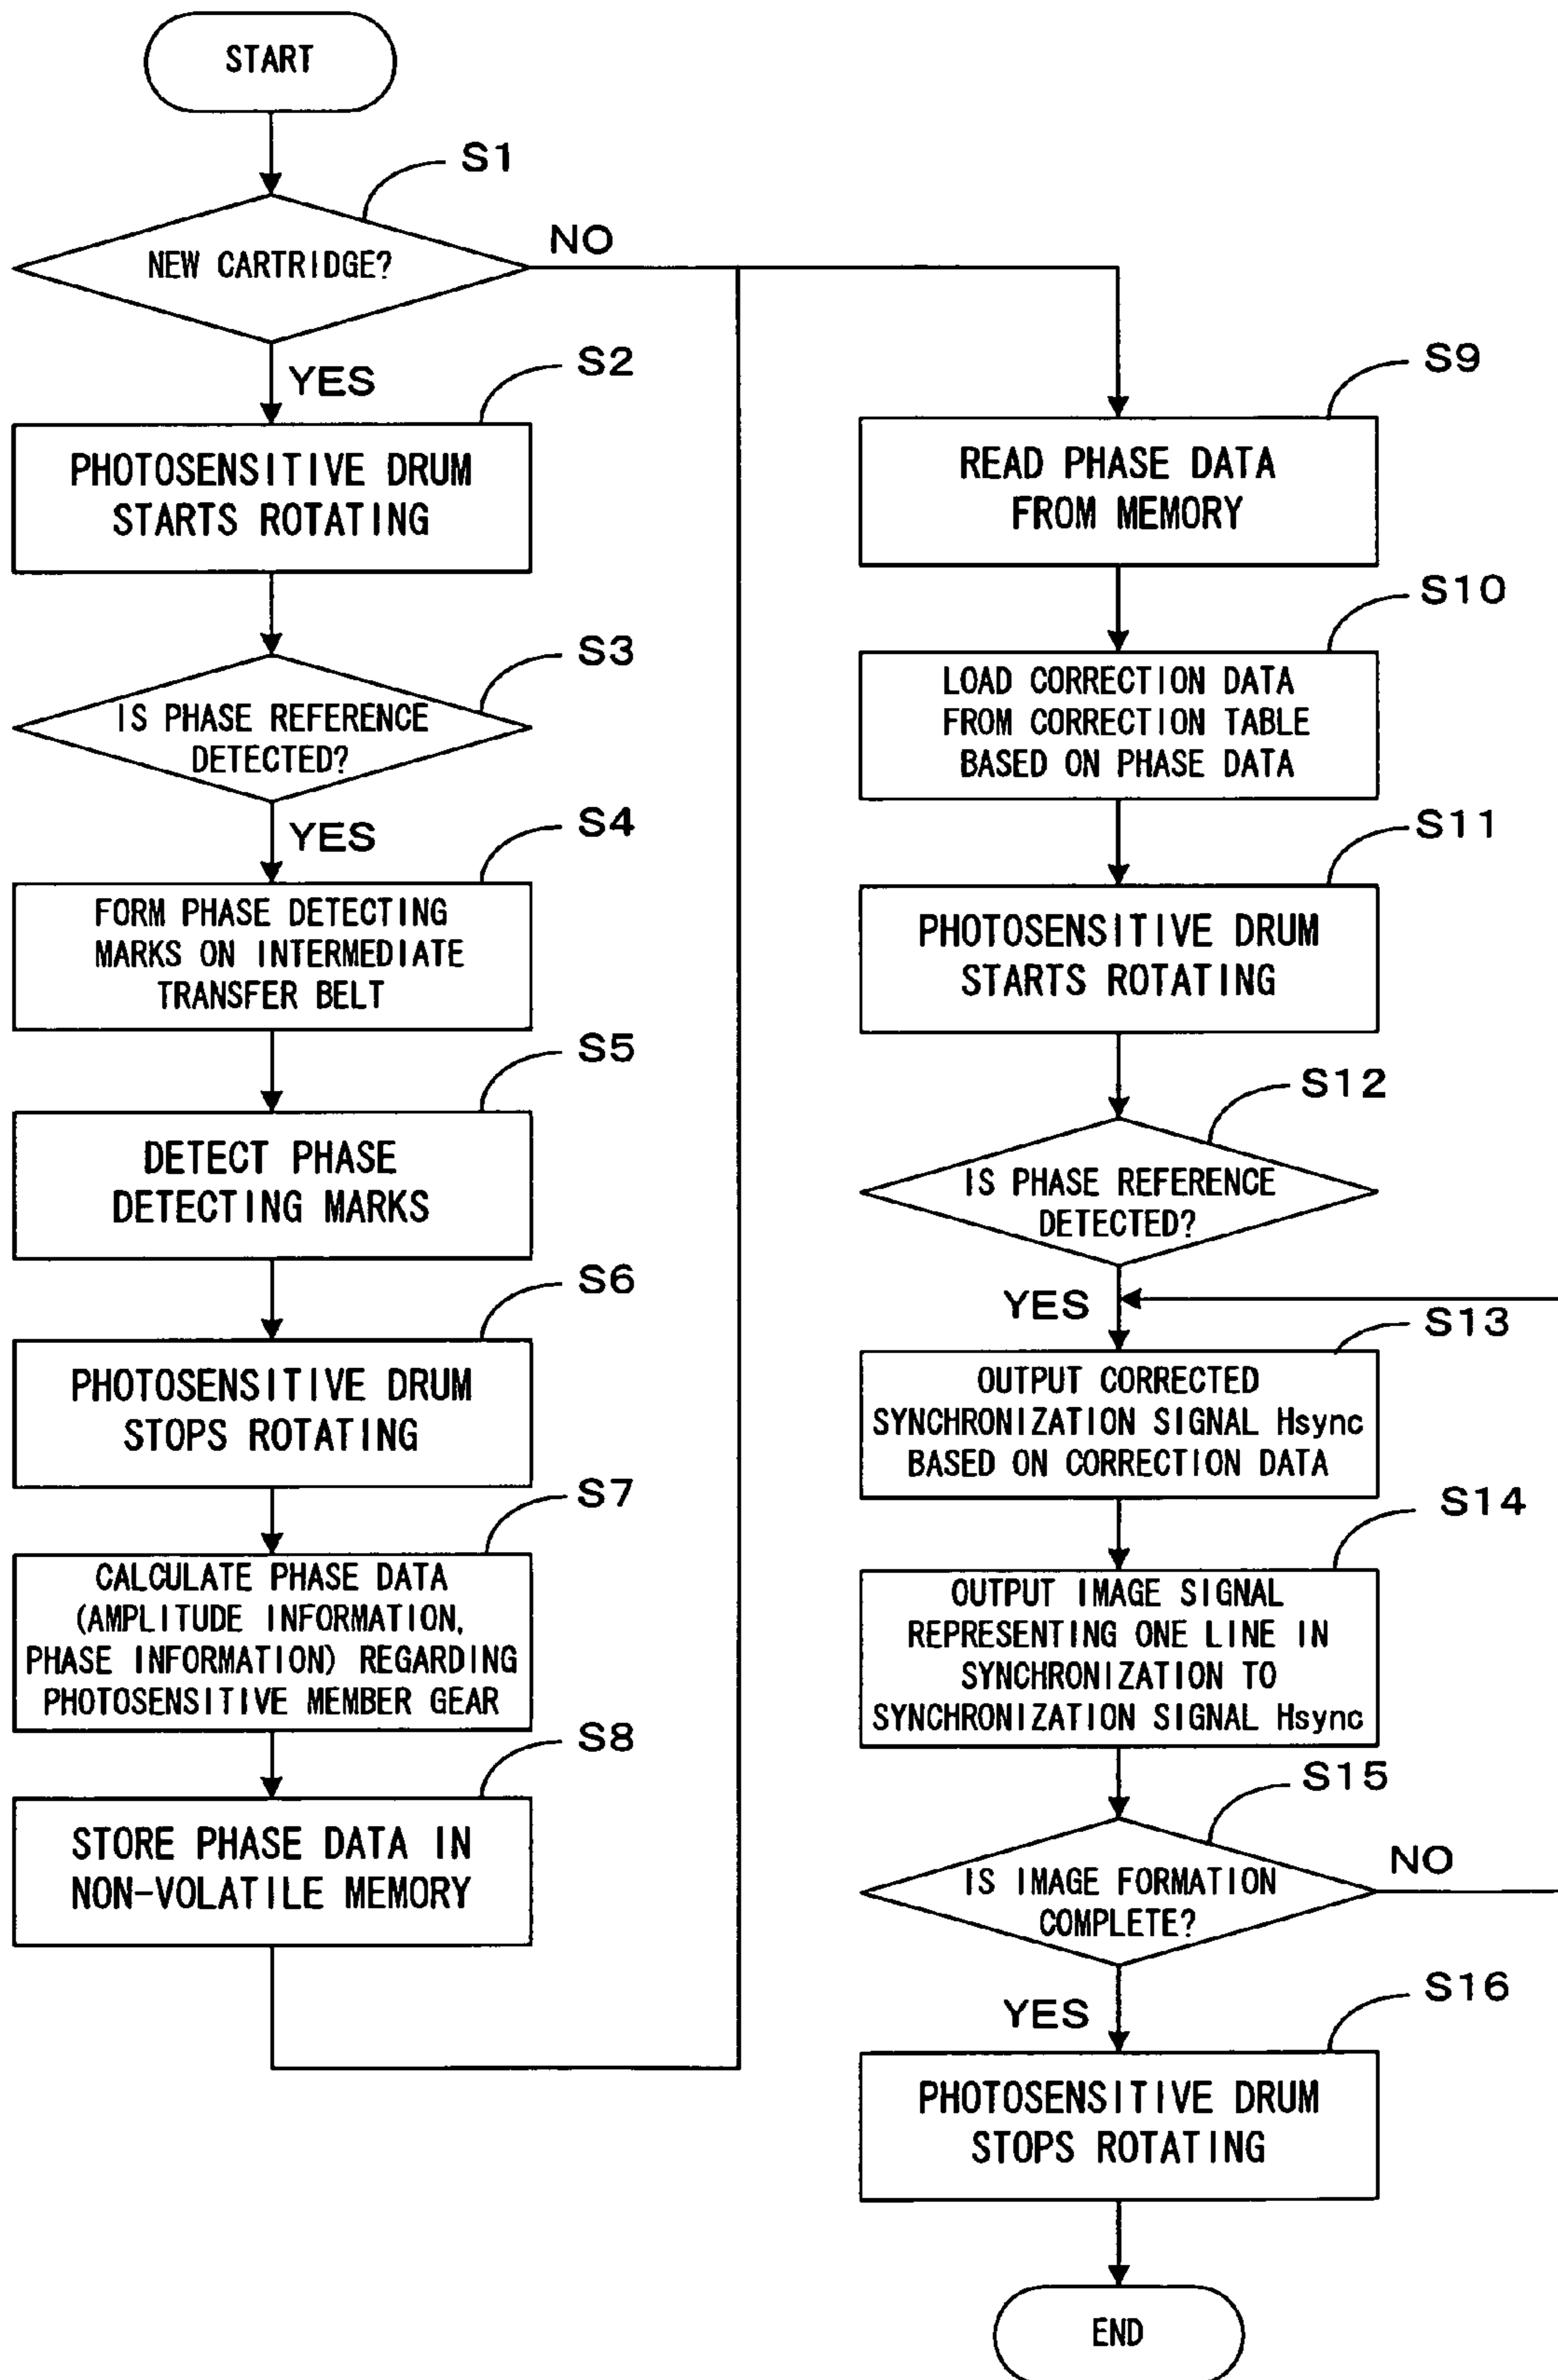 START
S1
NEW CARTRIDGE?
NO
YES
S2
PHOTOSENSITIVE DRUM
STARTS ROTATING
S3
IS PHASE REFERENCE
DETECTED?
YES
S4
FORM PHASE DETECTING
MARKS ON INTERMEDIATE
TRANSFER BELT
S5
DETECT PHASE
DETECTING MARKS
S6
PHOTOSENSITIVE DRUM
STOPS ROTATING
S7
CALCULATE PHASE DATA
(AMPLITUDE INFORMATION,
PHASE INFORMATION) REGARDING
PHOTOSENSITIVE MEMBER GEAR
S8
STORE PHASE DATA IN
NON-VOLATILE MEMORY
S9
READ PHASE DATA
FROM MEMORY
S10
LOAD CORRECTION DATA
FROM CORRECTION TABLE
BASED ON PHASE DATA
S11
PHOTOSENSITIVE DRUM
STARTS ROTATING
S12
IS PHASE REFERENCE
DETECTED?
YES
S13
OUTPUT CORRECTED
SYNCHRONIZATION SIGNAL Hsync
BASED ON CORRECTION DATA
S14
OUTPUT IMAGE SIGNAL
REPRESENTING ONE LINE IN
SYNCHRONIZATION TO
SYNCHRONIZATION SIGNAL Hsync
S15
IS IMAGE FORMATION
COMPLETE?
NO
YES
S16
PHOTOSENSITIVE DRUM
STOPS ROTATING
END